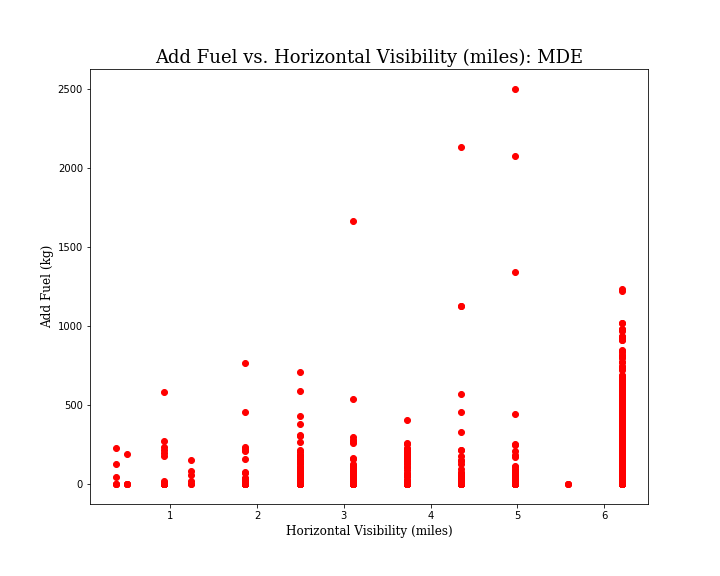 Add Fuel vs. Horizontal Visibility (miles): MDE
2500
2000
1500
1000
500
0
Add Fuel (kg)
1 2 3 4 5 6
Horizontal Visibility (miles)